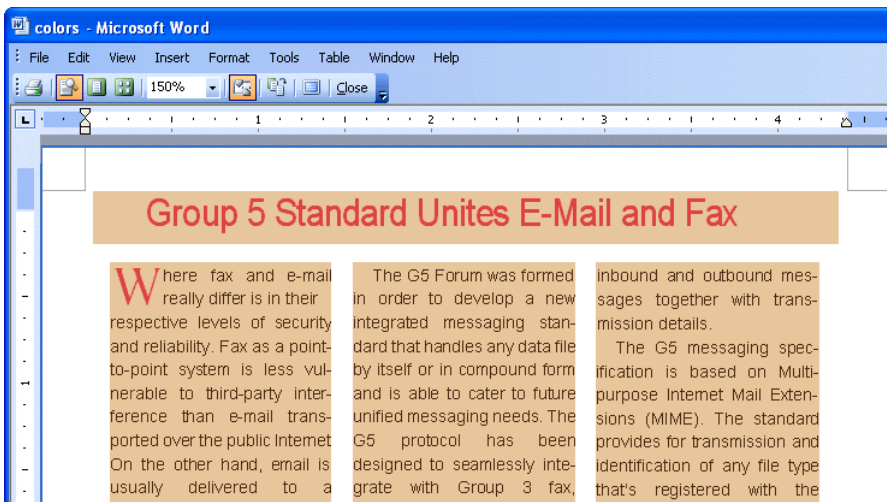 colors - Microsoft Word
File Edit View Insert Format Tools Table Window Help
150% Close
L 1 2 3 4
1
Group 5 Standard Unites E-Mail and Fax
Where fax and e-mail
really differ is in their
respective levels of security
and reliability. Fax as a point-
to-point system is less vul-
nerable to third-party inter-
ference than e-mail trans-
ported over the public Internet
On the other hand, email is
usually delivered to a
The G5 Forum was formed
in order to develop a new
integrated messaging stan-
dard that handles any data file
by itself or in compound form
and is able to cater to future
unified messaging needs. The
G5 protocol has been
designed to seamlessly inte-
grate with Group 3 fax,
inbound and outbound mes-
sages together with trans-
mission details.
The G5 messaging spec-
ification is based on Multi-
purpose Internet Mail Exten-
sions (MIME). The standard
provides for transmission and
identification of any file type
that's registered with the